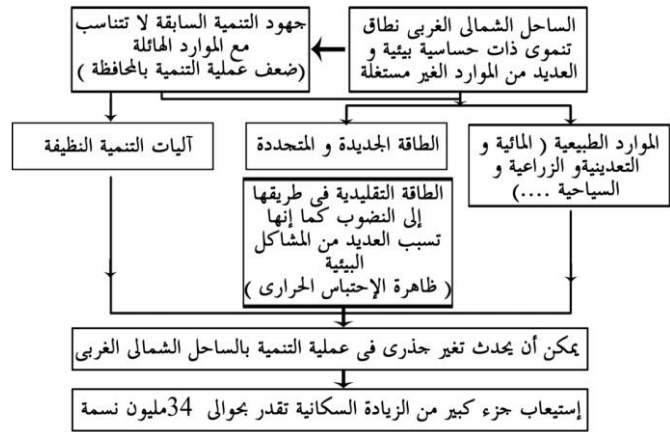 الساحل الشمالى الغربى نطاق
تنموى ذات حساسية بيئية و
العديد من الموارد الغير مستغلة
جهود التنمية السابقة لا تتناسب
مع الموارد الهائلة
(ضعف عملية التنمية بالمحافظة )
الموارد الطبيعية ( المائية و
التعدينيةو الزراعية و
السياحية ....)
الطاقة الجديدة و المتجددة
آليات التنمية النظيفة
الطاقة التقليدية فى طريقها
إلى النضوب كما إنها
تسبب العديد من المشاكل
البيئية
( ظاهرة الإحتباس الحرارى )
يمكن أن يحدث تغير جذرى فى عملية التنمية بالساحل الشمالى الغربى
إستيعاب جزء كبير من الزيادة السكانية تقدر بحوالى 34مليون نسمة